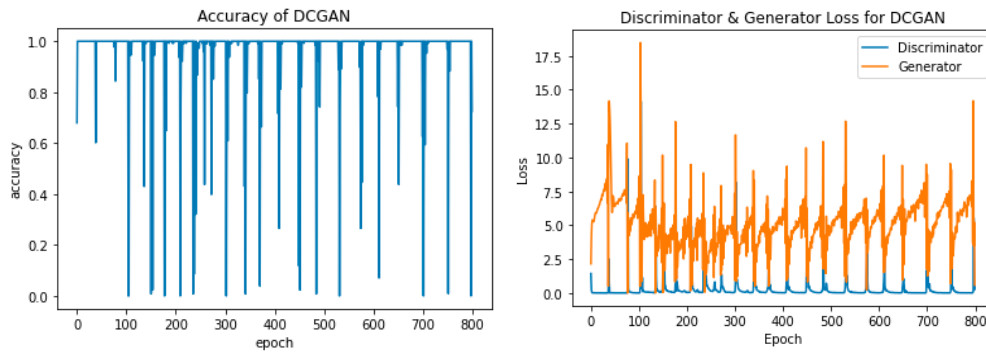 Accuracy of DCGAN
1.0
0.8
0.6
0.4
0.2
0.0
accuracy
0 100 200 300 400 500 600 700 800
epoch
Discriminator & Generator Loss for DCGAN
Discriminator
Generator
17.5
15.0
12.5
10.0
7.5
5.0
2.5
0.0
Loss
0 100 200 300 400 500 600 700 800
Epoch